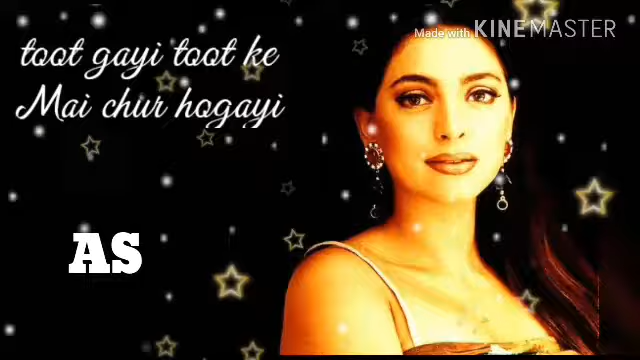 Made with KINEMASTER
toot gayi toot ke
Mai chur hogayi
AS